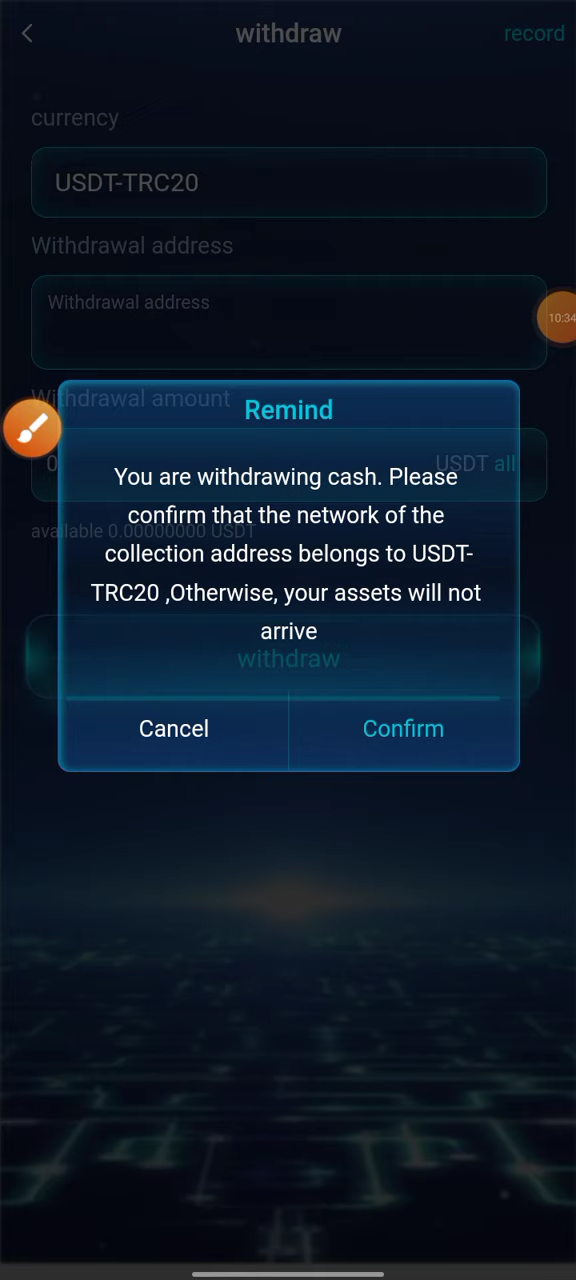 withdraw
record
currency
USDT-TRC20
Withdrawal address
Withdrawal address
10:34
Withdrawal amount
Remind
0
USDT all
You are withdrawing cash. Please
confirm that the network of the
available 0.00000000 USDT
collection address belongs to USDT-
TRC20 ,Otherwise, your assets will not
arrive
withdraw
Cancel
Confirm